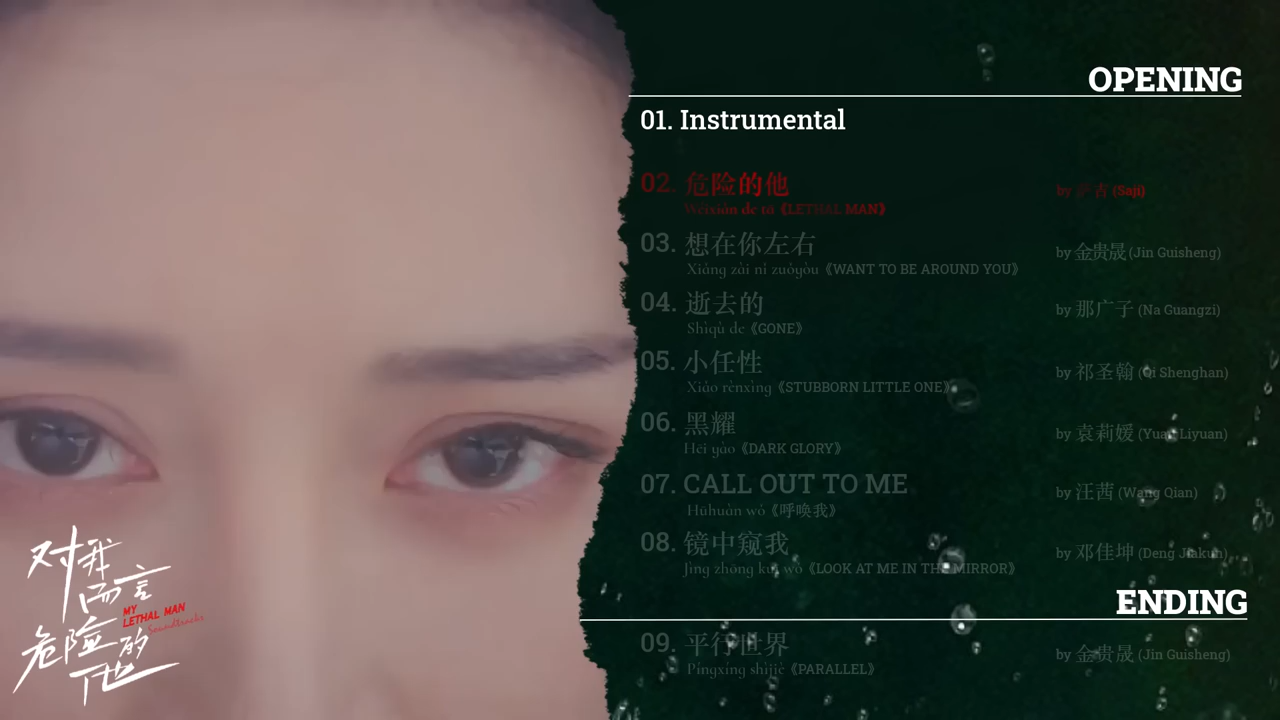 OPENING
01. Instrumental
02. 危险的他 by 萨吉 (Saji)
Wéixiǎn de tā《LETHAL MAN》
03. 想在你左右 by 金贵晟 (Jin Guisheng)
Xiǎng zài nǐ zuǒyòu《WANT TO BE AROUND YOU》
04. 逝去的 by 那广子 (Na Guangzi)
Shìqù de《GONE》
05. 小任性 by 祁圣翰 (Qi Shenghan)
Xiǎo rènxìng《STUBBORN LITTLE ONE》
06. 黑耀 by 袁莉媛 (Yuan Liyuan)
Hēi yào《DARK GLORY》
07. CALL OUT TO ME by 汪茜 (Wang Qian)
Hūhuàn wǒ《呼唤我》
08. 镜中窥我 by 邓佳坤 (Deng Jiakun)
Jìng zhōng kuī wǒ《LOOK AT ME IN THE MIRROR》
ENDING
09. 平行世界 by 金贵晟 (Jin Guisheng)
Píngxíng shìjiè《PARALLEL》
对我
而言
危险的
他
MY
LETHAL MAN
Soundtracks